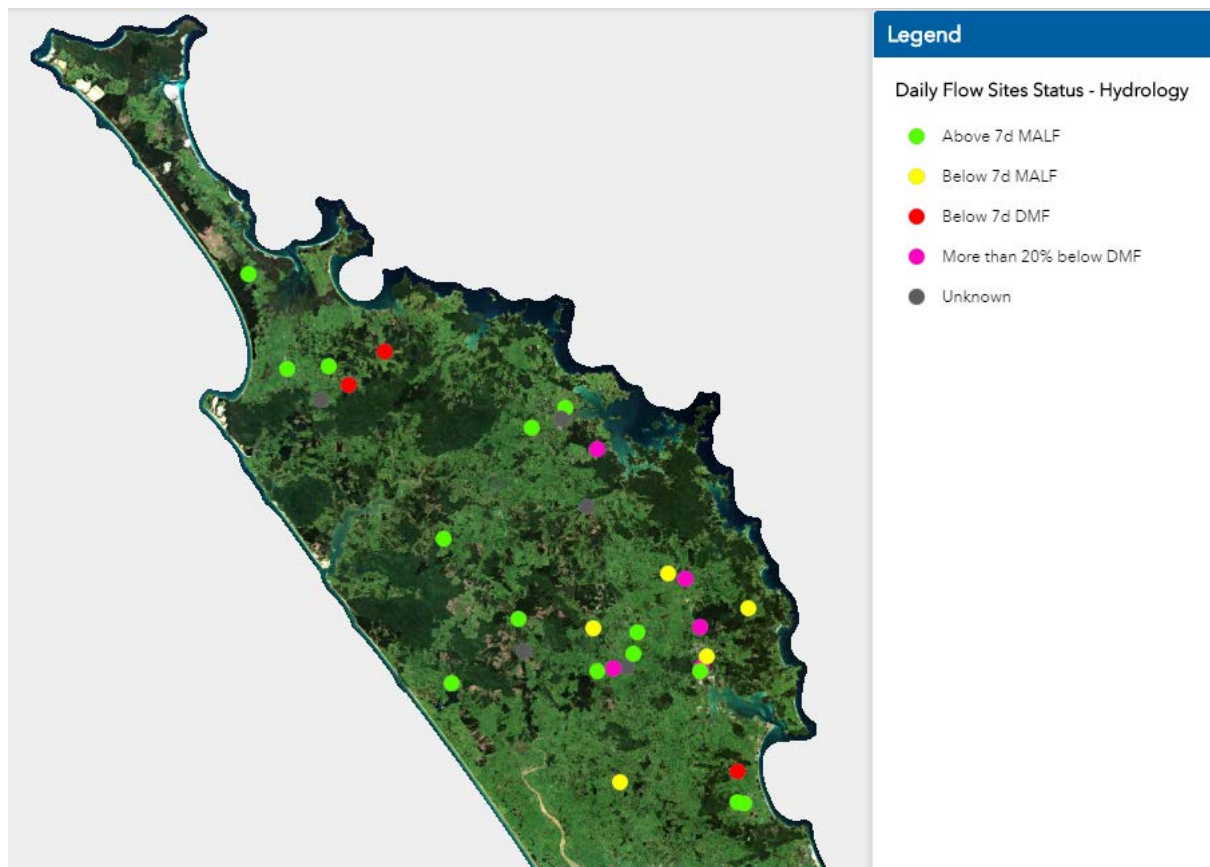 Legend
Daily Flow Sites Status - Hydrology
Above 7d MALF
Below 7d MALF
Below 7d DMF
More than 20% below DMF
Unknown